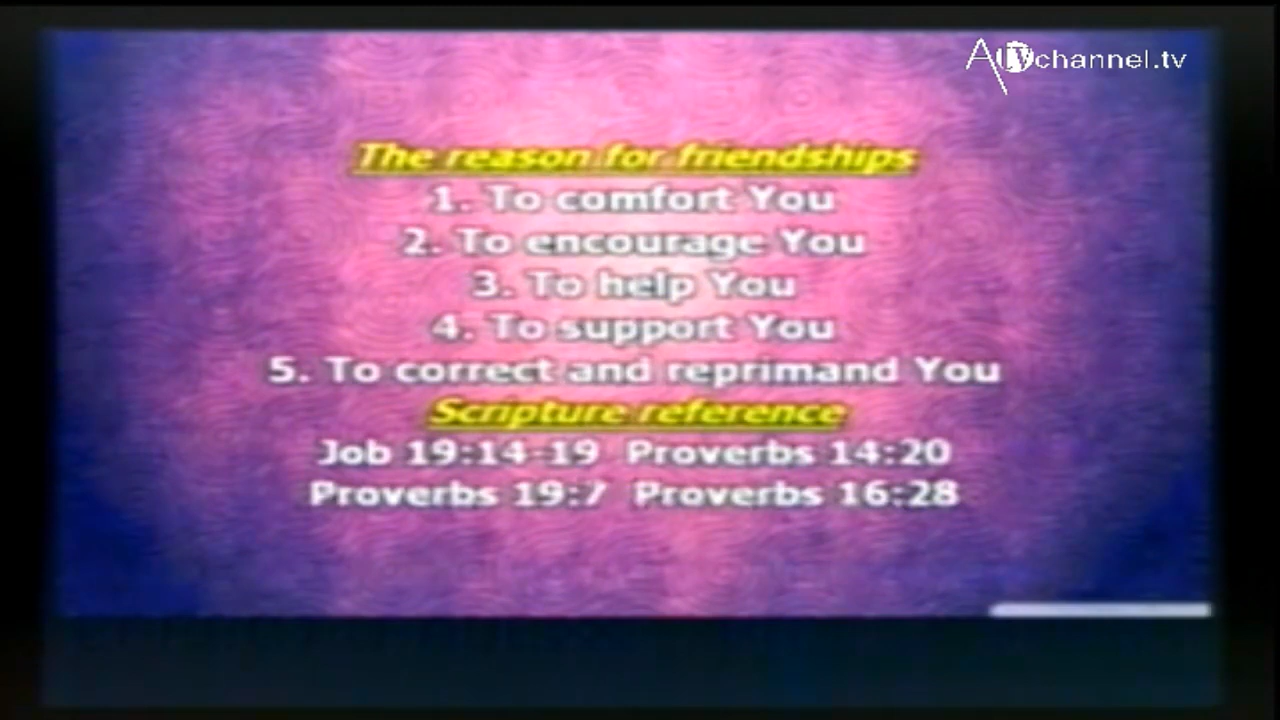 channel.tv
The reason for friendships
1. To comfort You
2. To encourage You
3. To help You
4. To support You
5. To correct and reprimand You
Scripture reference
Job 19:14-19 Proverbs 14:20
Proverbs 19:7 Proverbs 16:28